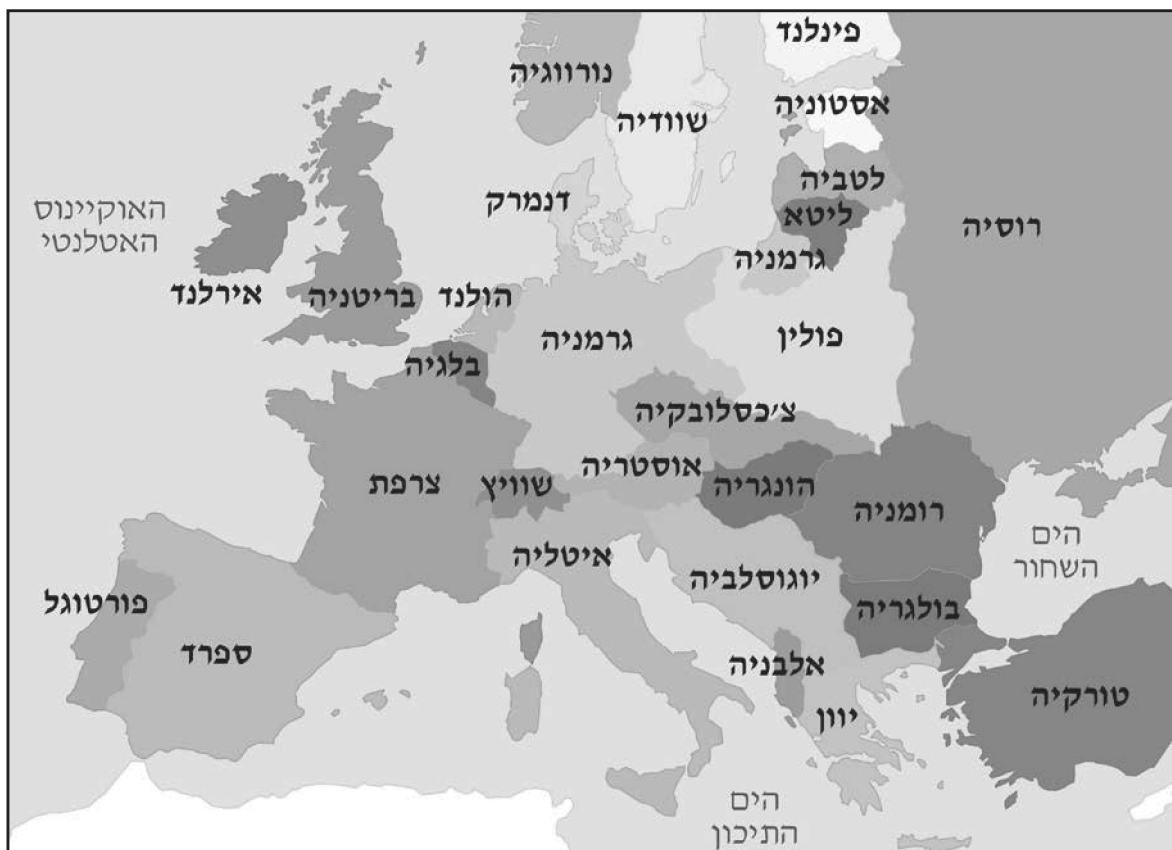 פינלנד
נורווגיה
אסטוניה
שוודיה
לטביה
דנמרק
האוקיינוס
האטלנטי
ליטא
רוסיה
גרמניה
אירלנד
בריטניה
הולנד
גרמניה
פולין
בלגיה
צ'כסלובקיה
אוסטריה
צרפת
שוויץ
הונגריה
רומניה
הים
השחור
איטליה
יוגוסלביה
פורטוגל
בולגריה
ספרד
אלבניה
טורקיה
יוון
הים
התיכון